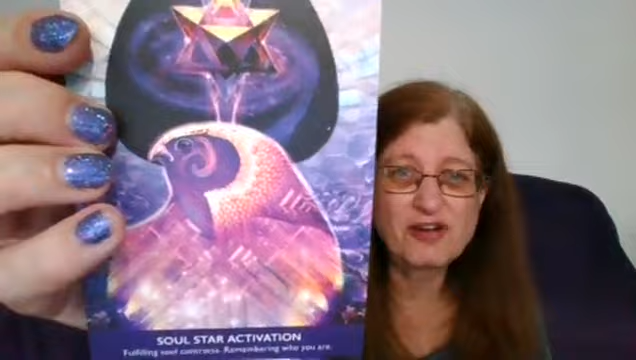 SOUL STAR ACTIVATION
Fulfilling soul contracts. Remembering who you are.